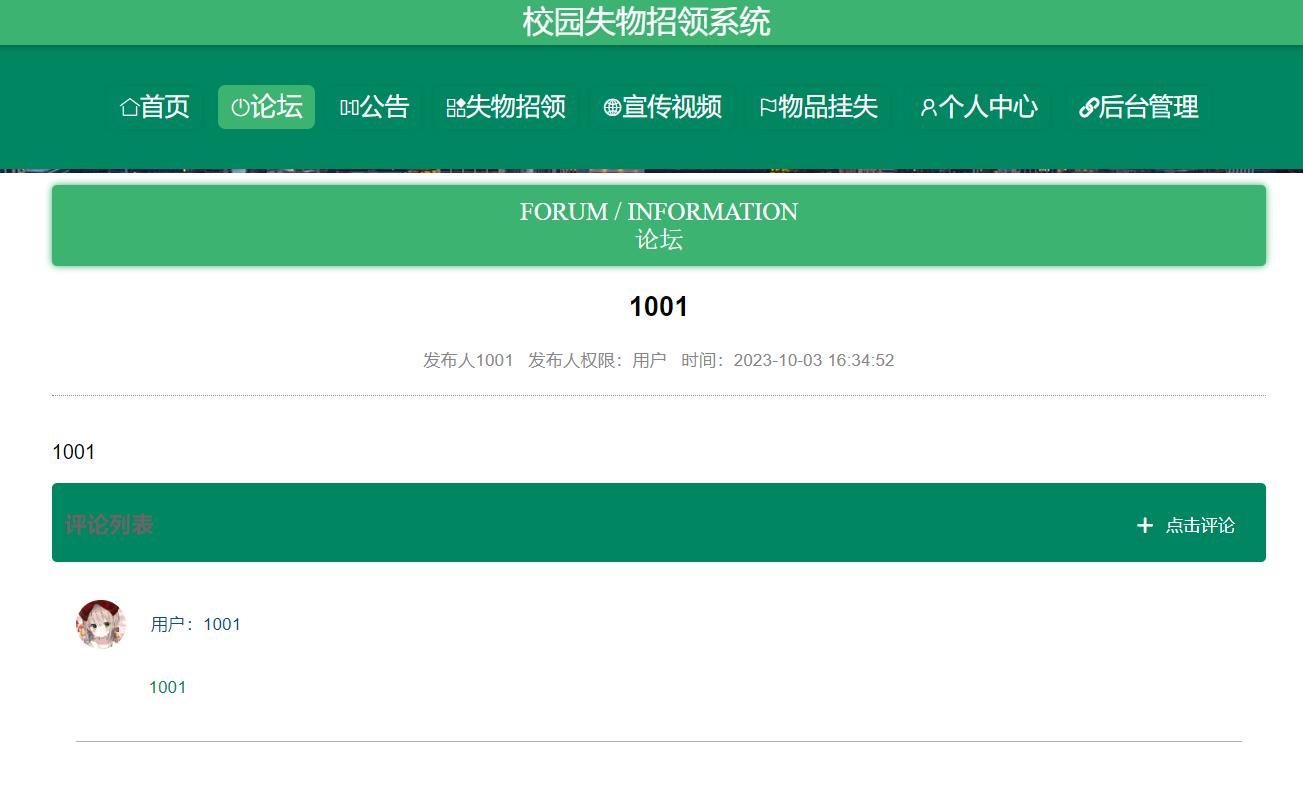 校园失物招领系统
首页 论坛 公告 失物招领 宣传视频 物品挂失 个人中心 后台管理
FORUM / INFORMATION
论坛
1001
发布人1001 发布人权限：用户 时间：2023-10-03 16:34:52
1001
评论列表 + 点击评论
用户：1001
1001